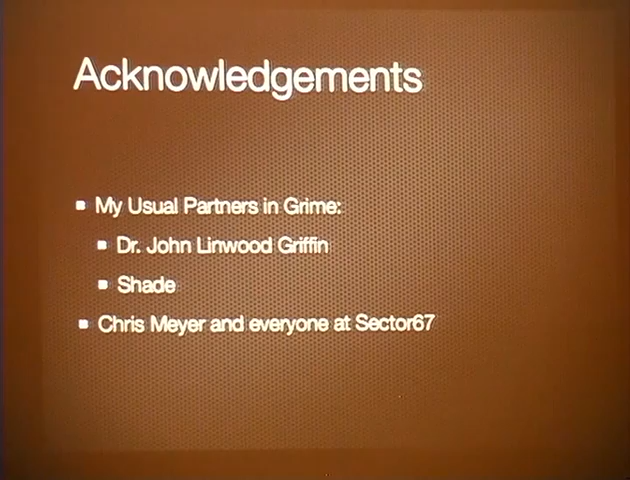 Acknowledgements
My Usual Partners in Grime:
Dr. John Linwood Griffin
Shade
Chris Meyer and everyone at Sector67